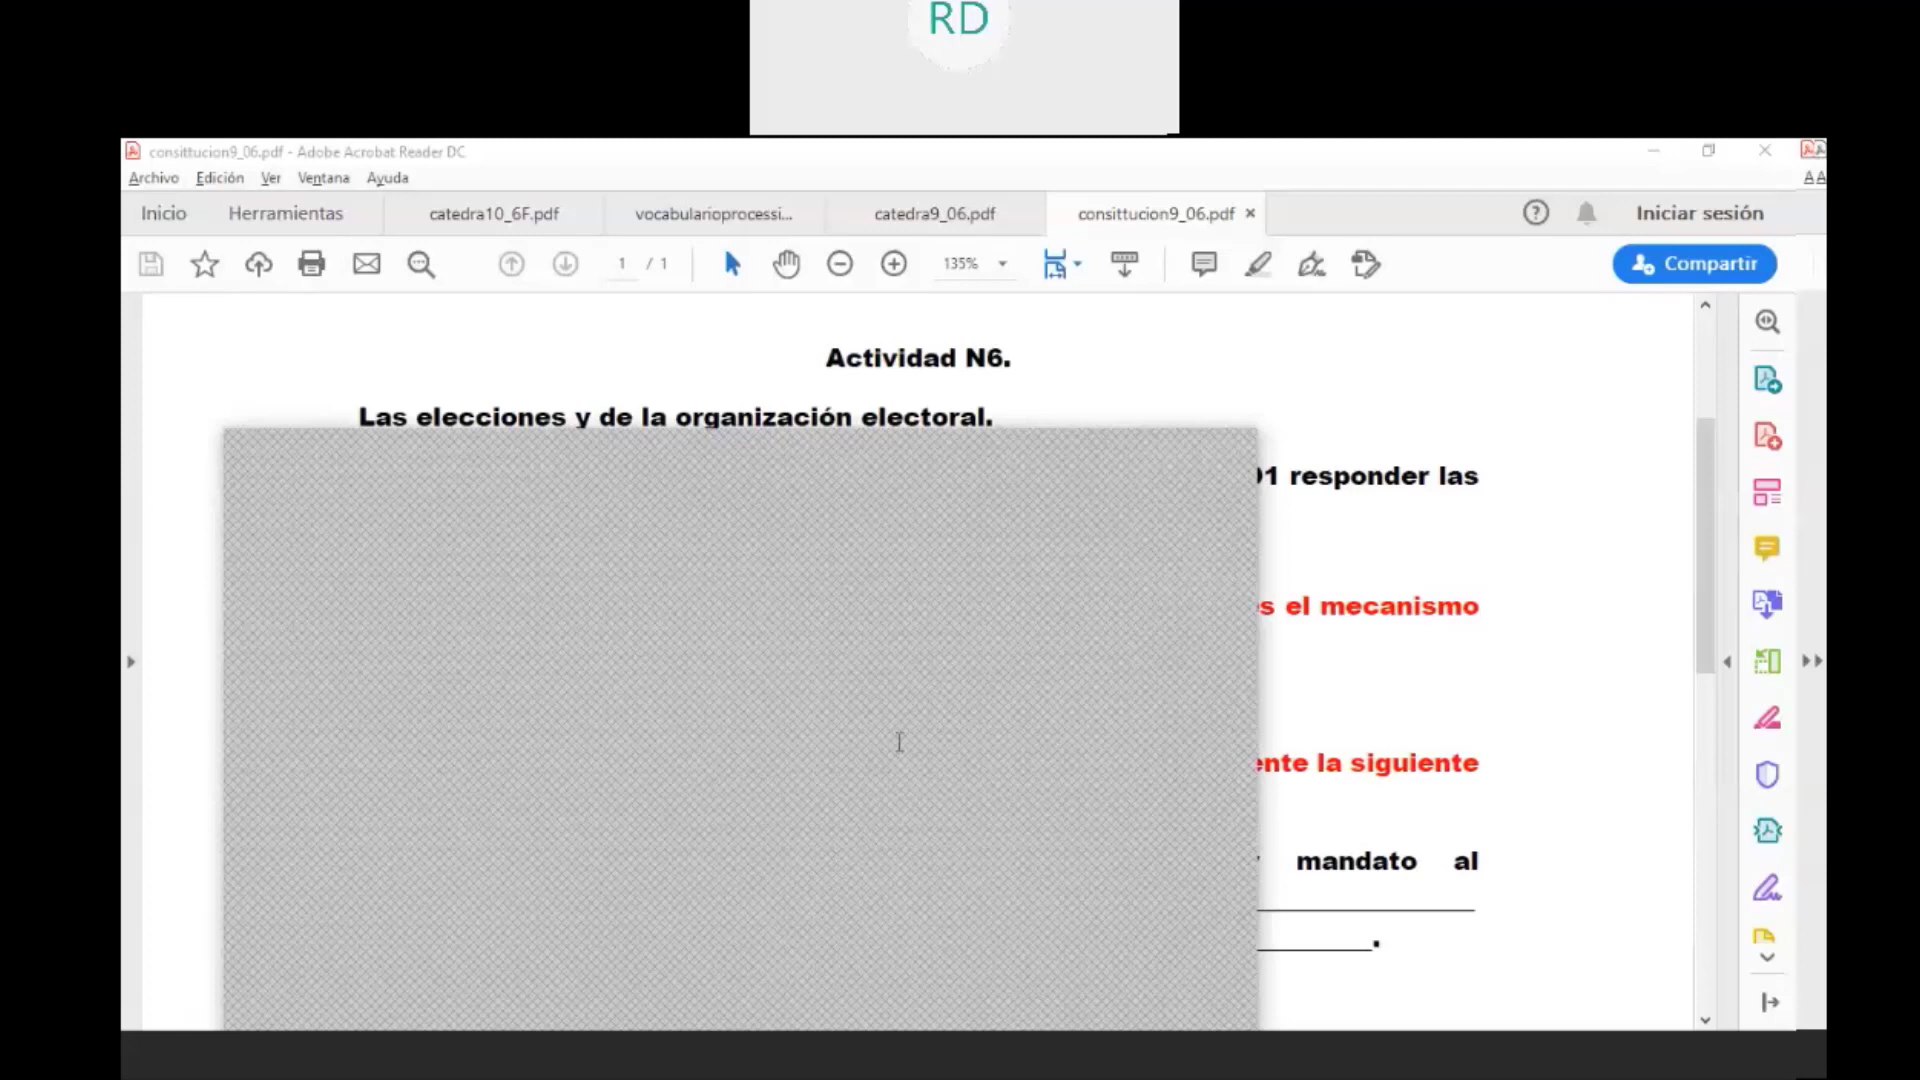 RD
consittucion9_06.pdf - Adobe Acrobat Reader DC
Archivo Edición Ver Ventana Ayuda
Inicio Herramientas catedra10_6F.pdf vocabularioprocessi... catedra9_06.pdf consittucion9_06.pdf × Iniciar sesión
1 / 1 135% Compartir
Actividad N6.
Las elecciones y de la organización electoral.
responder las
el mecanismo
la siguiente
mandato al
.